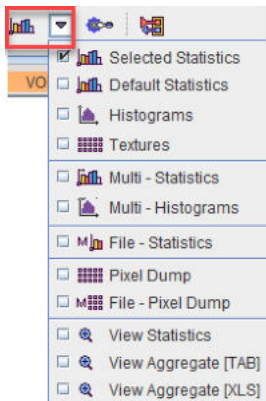 VO
Selected Statistics
Default Statistics
Histograms
Textures
Multi - Statistics
Multi - Histograms
M File - Statistics
Pixel Dump
M File - Pixel Dump
View Statistics
View Aggregate [TAB]
View Aggregate [XLS]